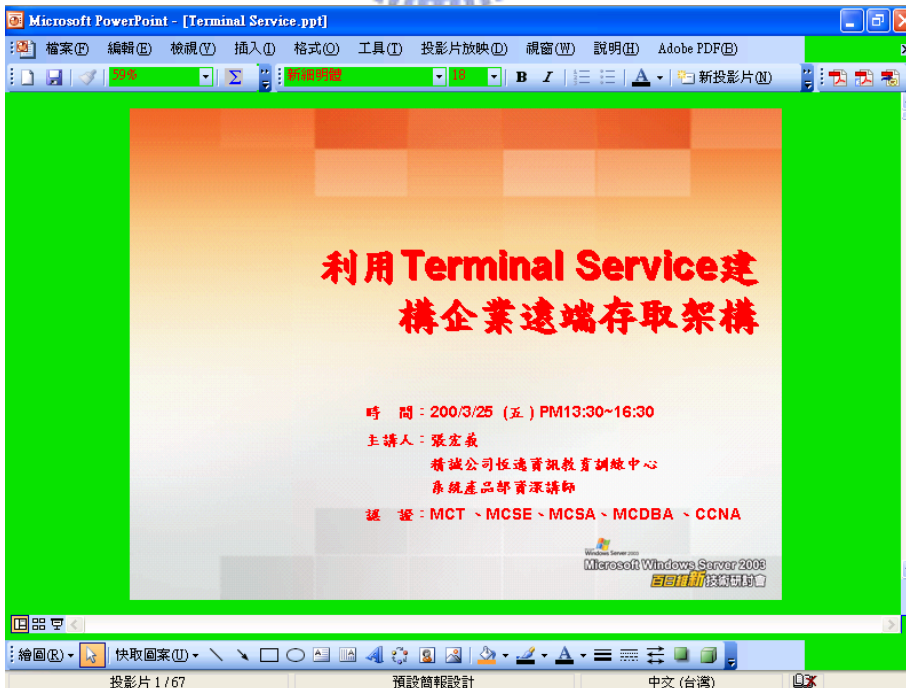 Microsoft PowerPoint - [Terminal Service.ppt]
檔案(F) 編輯(E) 檢視(V) 插入(I) 格式(O) 工具(T) 投影片放映(D) 視窗(W) 說明(H) Adobe PDF(B)
59% Σ 新細明體 18 B I A 新投影片(N)
利用Terminal Service建
構企業遠端存取架構
時 間：200/3/25 (五) PM13:30~16:30
主講人：張宏義
精誠公司恆逸資訊教育訓練中心
系統產品部資深講師
認 證：MCT、MCSE、MCSA、MCDBA、CCNA
Windows Server 2003
Microsoft Windows Server 2003
百日維新技術研討會
繪圖(R) 快取圖案(U)
投影片 1 / 67 預設簡報設計 中文 (台灣)